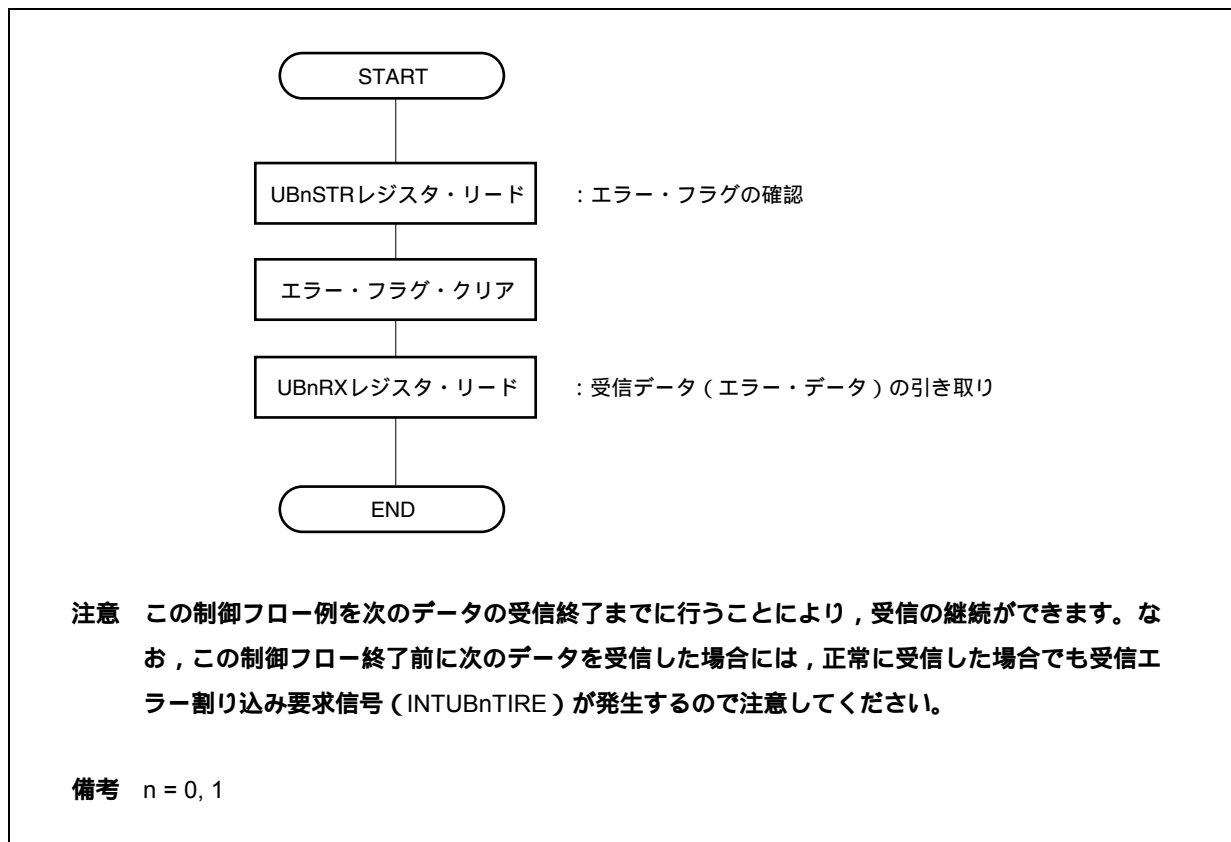 START
UBnSTRレジスタ・リード ：エラー・フラグの確認
エラー・フラグ・クリア
UBnRXレジスタ・リード ：受信データ（エラー・データ）の引き取り
END
注意 この制御フロー例を次のデータの受信終了までに行うことにより，受信の継続ができます。な
お，この制御フロー終了前に次のデータを受信した場合には，正常に受信した場合でも受信エ
ラー割り込み要求信号（INTUBnTIRE）が発生するので注意してください。
備考 n = 0, 1